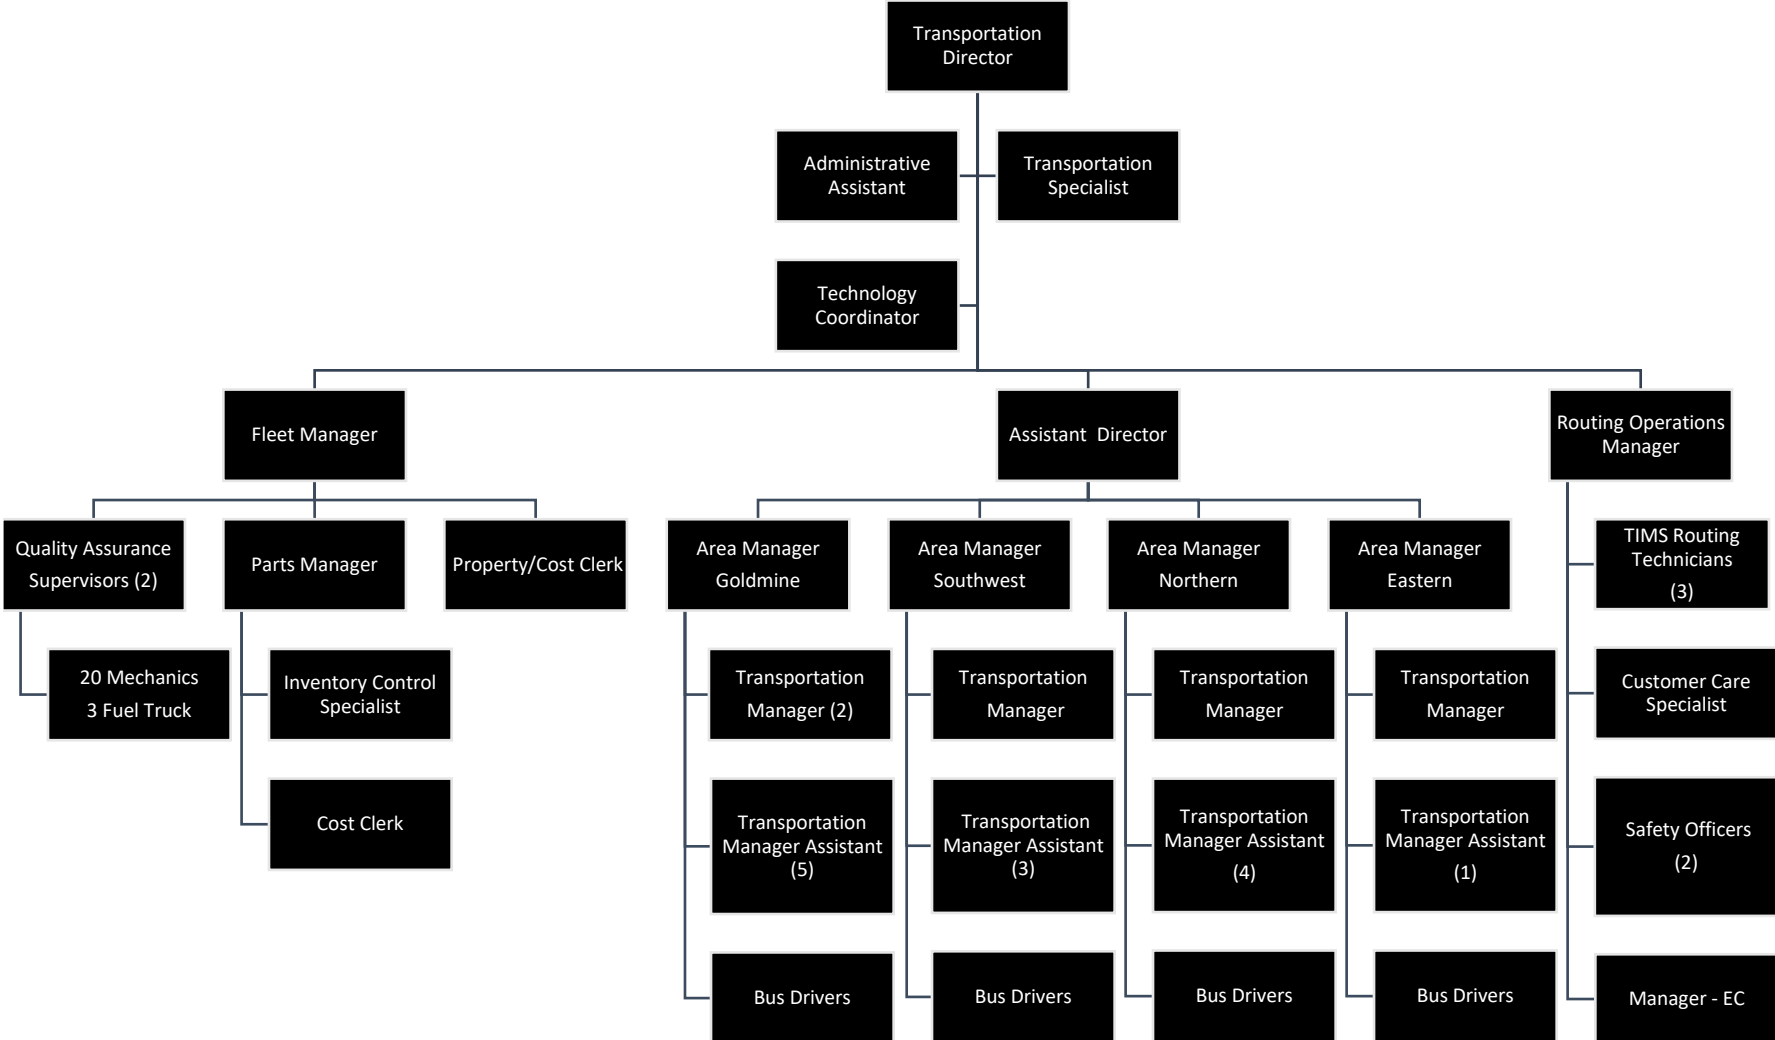 Transportation
Director
Administrative
Assistant
Transportation
Specialist
Technology
Coordinator
Fleet Manager
Assistant Director
Routing Operations
Manager
Quality Assurance
Supervisors (2)
Parts Manager
Property/Cost Clerk
Area Manager
Goldmine
Area Manager
Southwest
Area Manager
Northern
Area Manager
Eastern
TIMS Routing
Technicians
(3)
20 Mechanics
3 Fuel Truck
Inventory Control
Specialist
Transportation
Manager (2)
Transportation
Manager
Transportation
Manager
Transportation
Manager
Customer Care
Specialist
Cost Clerk
Transportation
Manager Assistant
(5)
Transportation
Manager Assistant
(3)
Transportation
Manager Assistant
(4)
Transportation
Manager Assistant
(1)
Safety Officers
(2)
Bus Drivers
Bus Drivers
Bus Drivers
Bus Drivers
Manager - EC